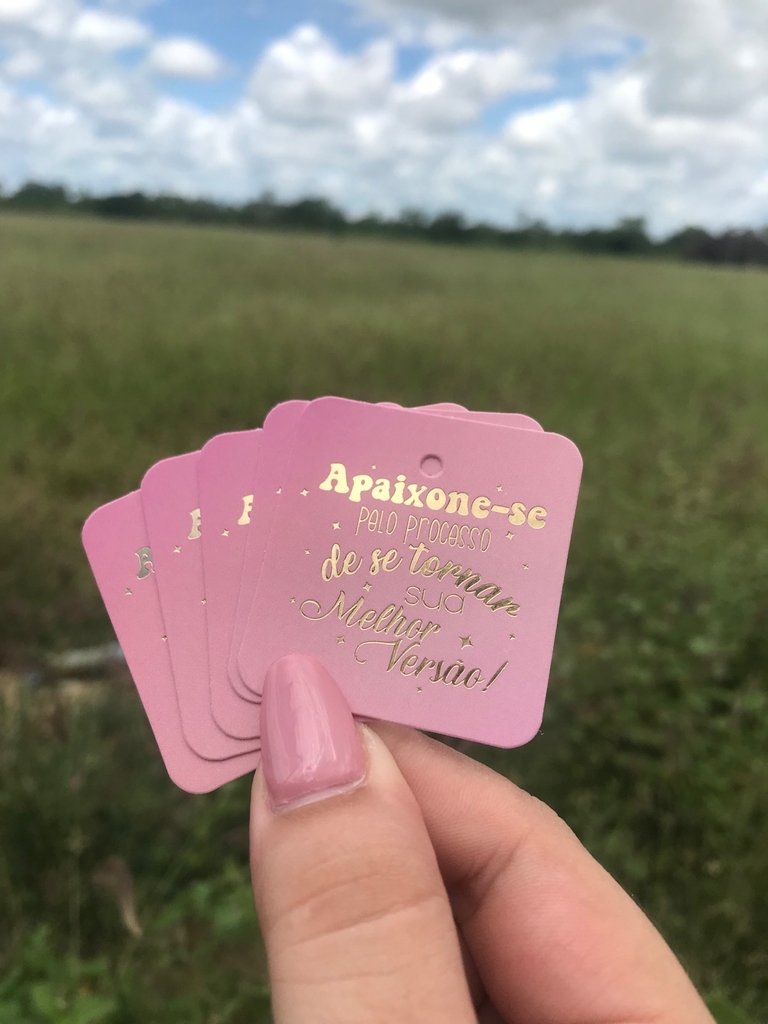 Apaixone-se
pelo processo
de se tornar
sua
Melhor
Versão!